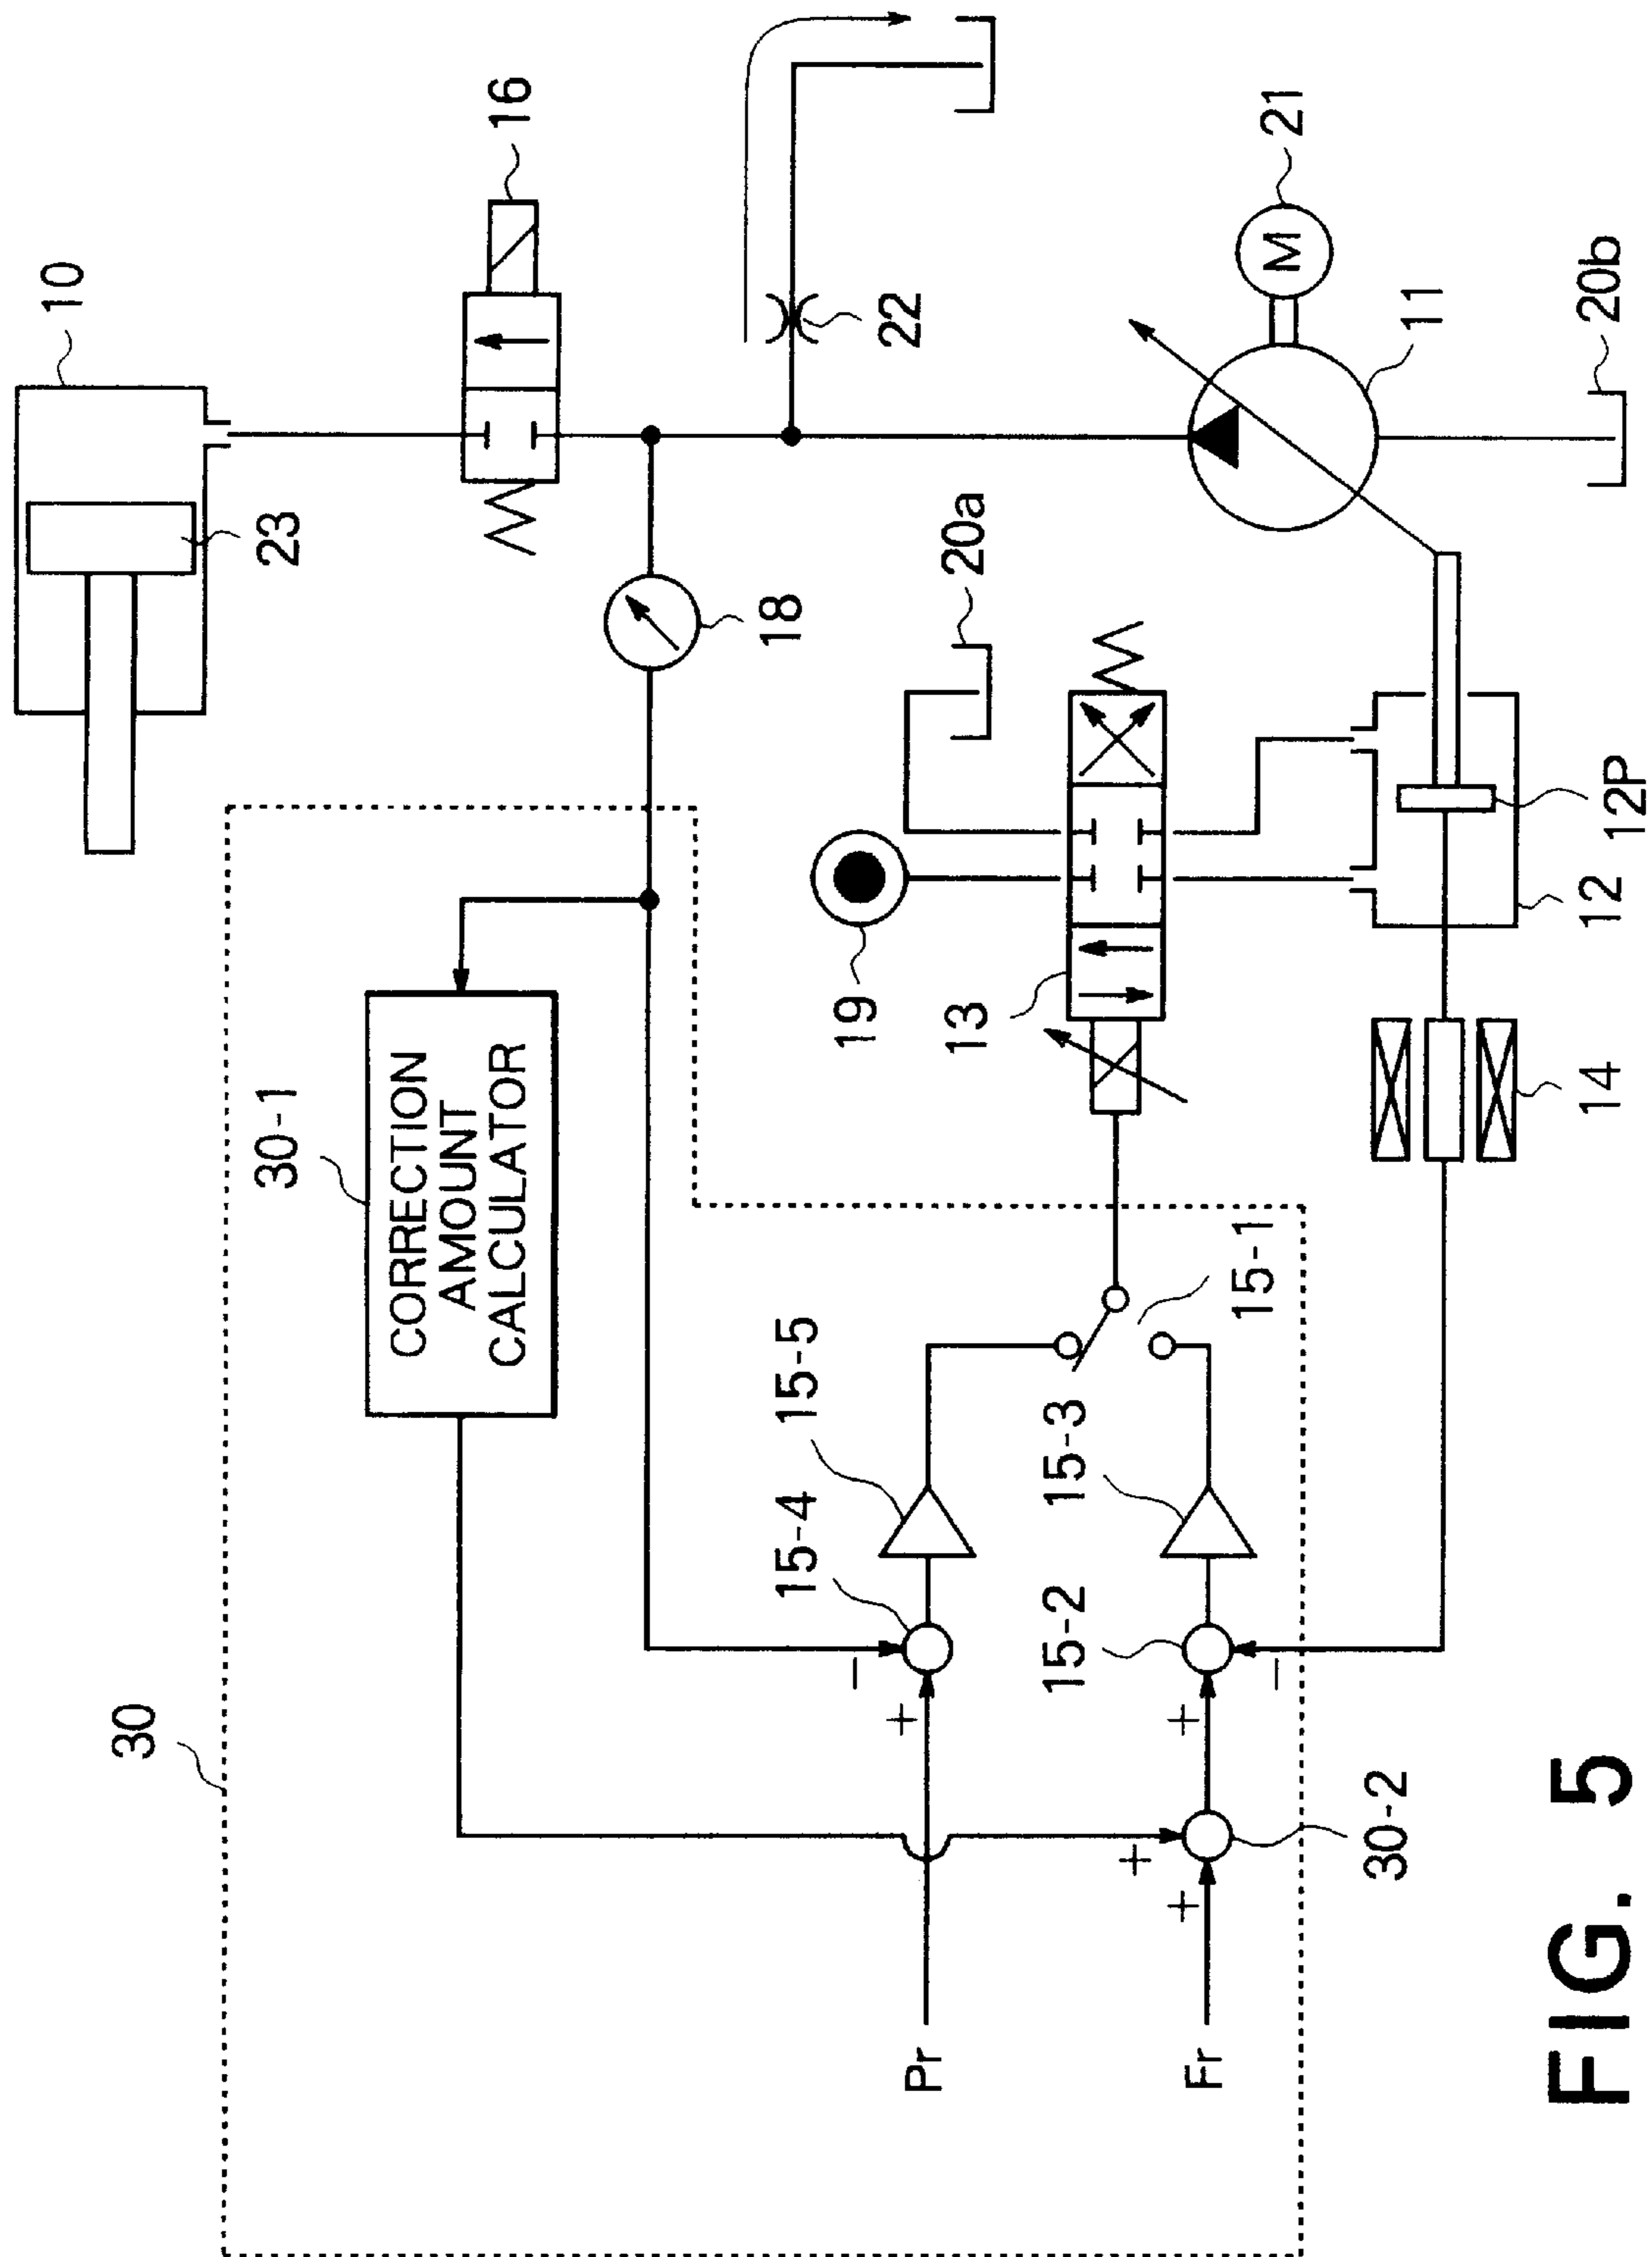 10
23
16
18
22
21
M
11
20b
20a
19
13
12P
12
14
30
30-1
CORRECTION
AMOUNT
CALCULATOR
15-5
15-4
15-3
15-2
15-1
30-2
−
+
+
−
+
+
Pr
Fr
FIG. 5